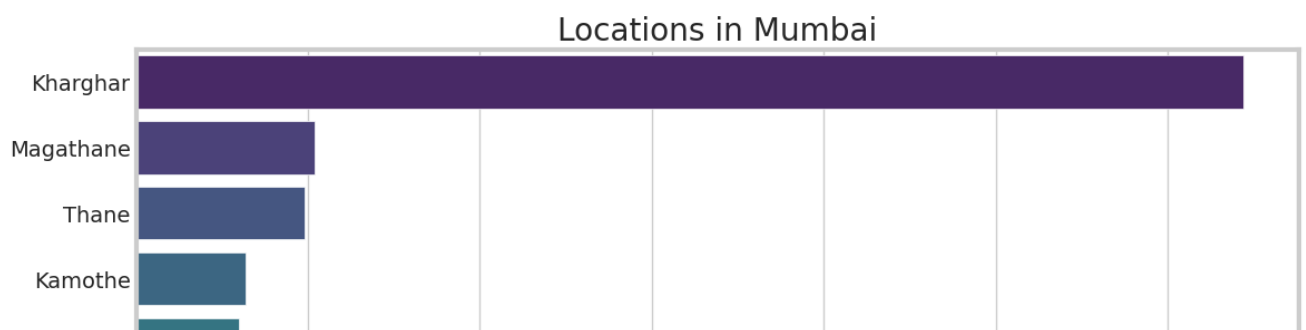 Locations in Mumbai
Kharghar
Magathane
Thane
Kamothe